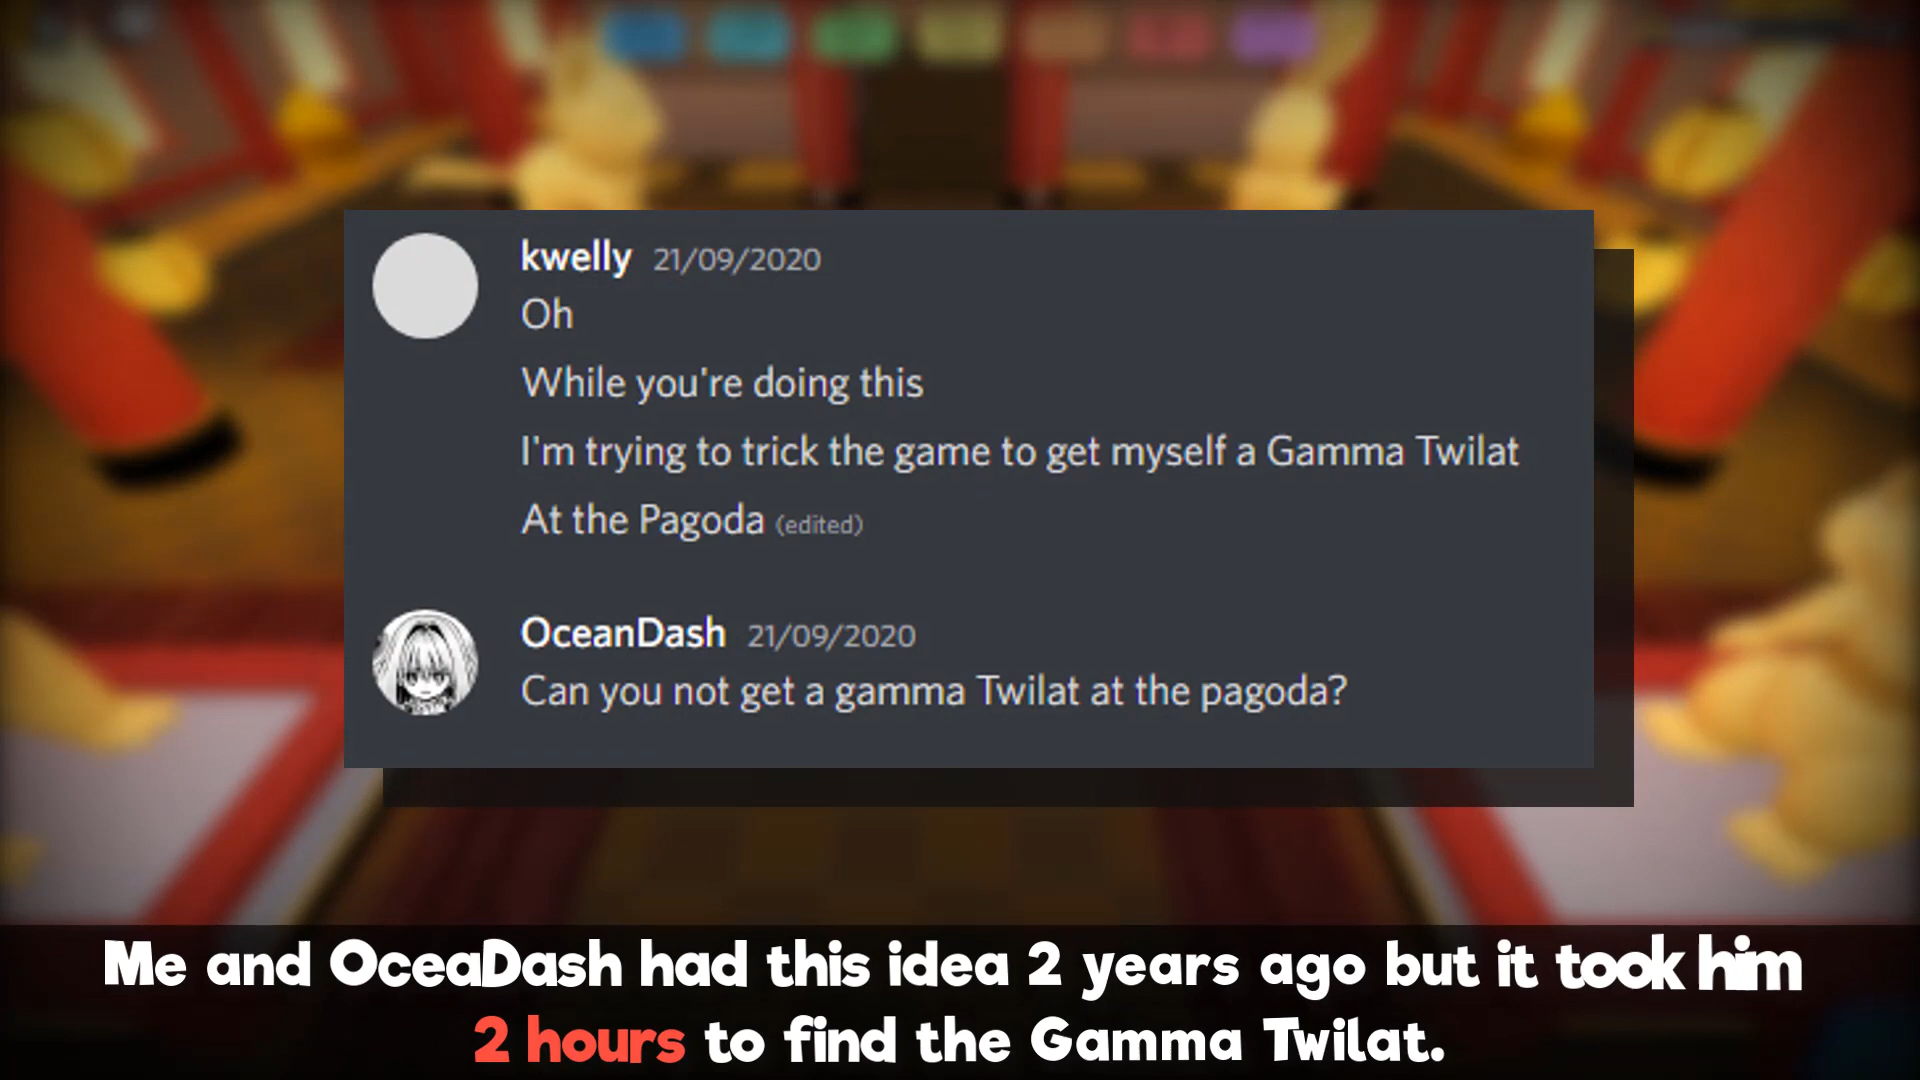 kwelly 21/09/2020
Oh
While you're doing this
I'm trying to trick the game to get myself a Gamma Twilat
At the Pagoda (edited)
OceanDash 21/09/2020
Can you not get a gamma Twilat at the pagoda?
Me and OceaDash had this idea 2 years ago but it took him
2 hours to find the Gamma Twilat.